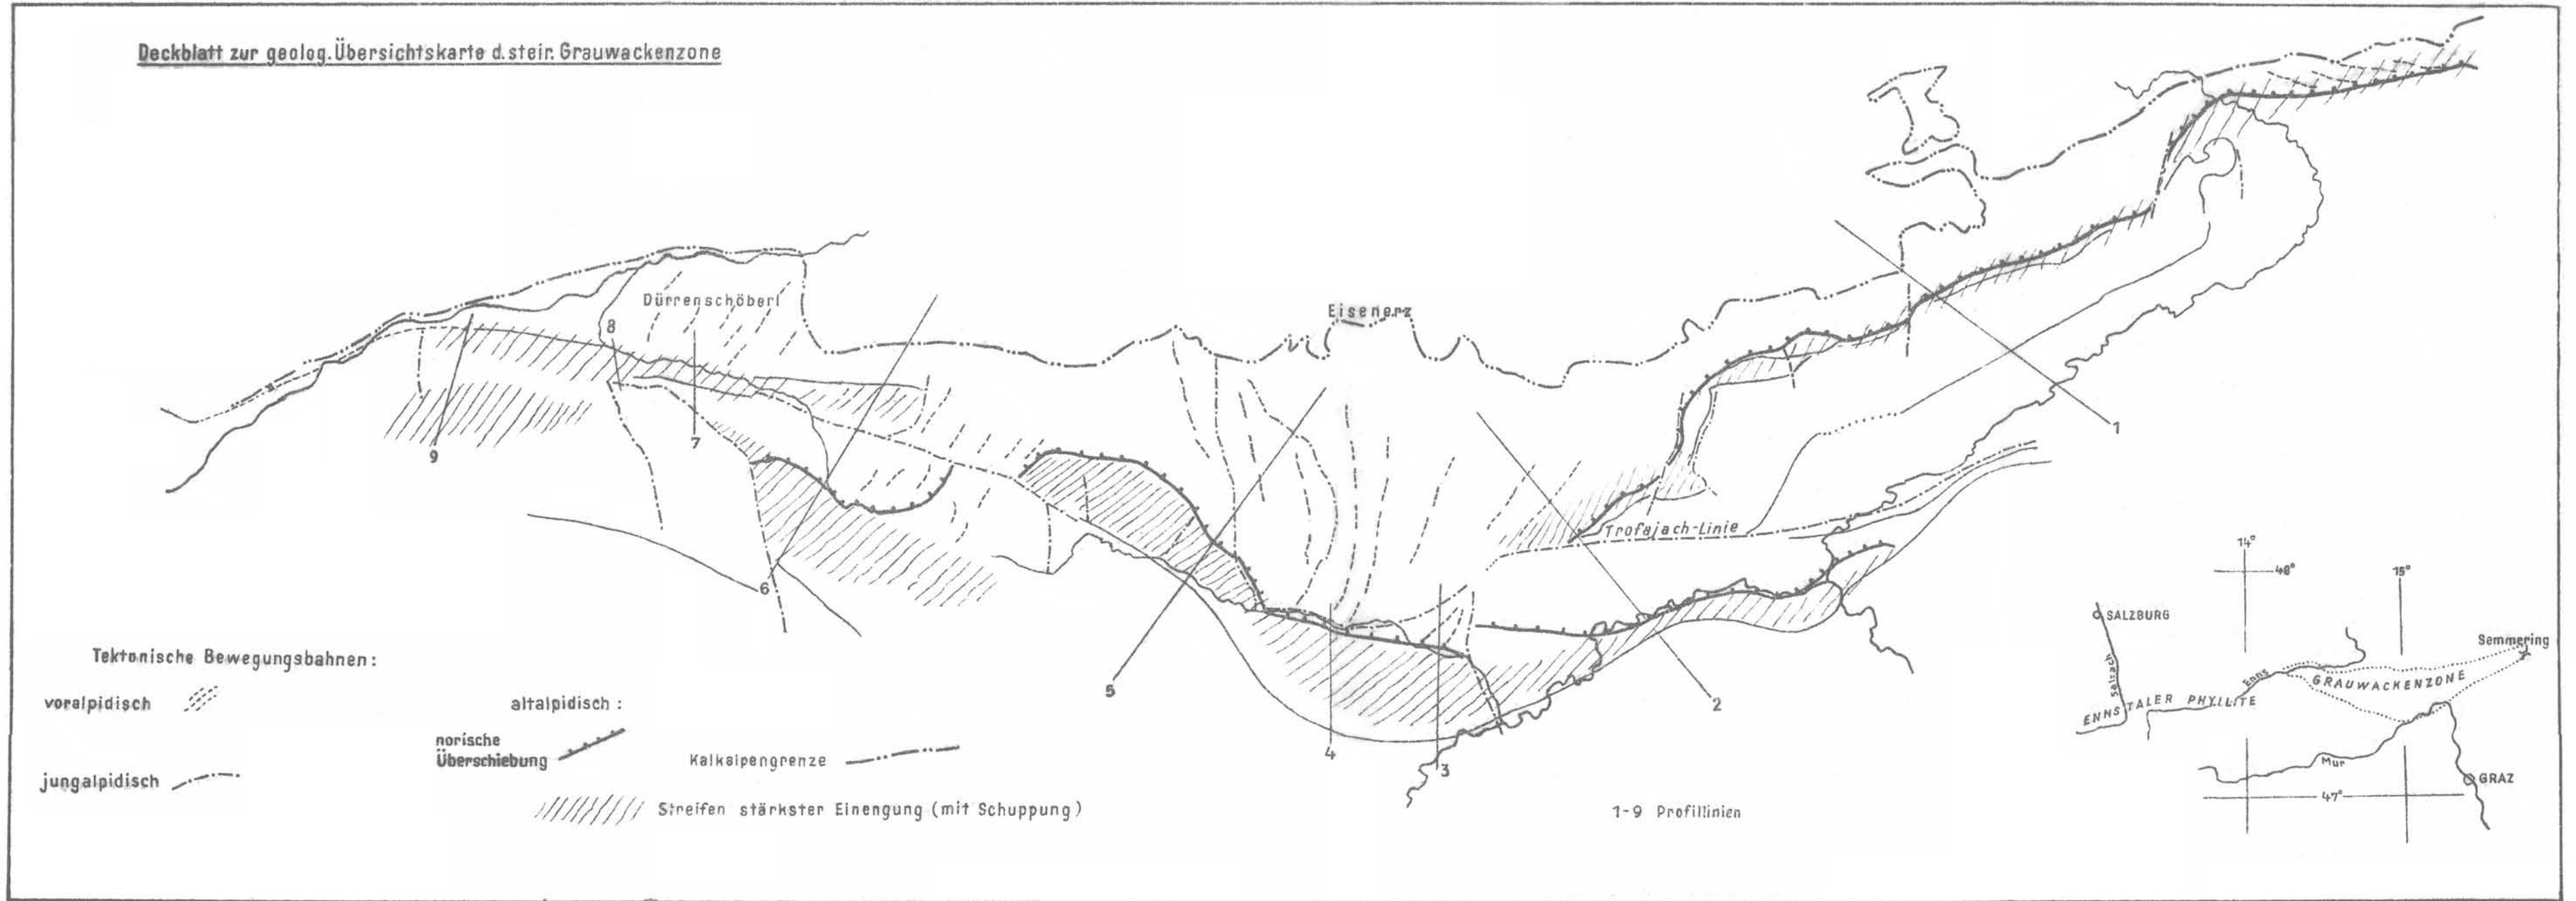 Deckblatt zur geolog.Übersichtskarte d.steir.Grauwackenzone
Dürrenschöberl
Eisenerz
8
7
9
1
Trofajach-Linie
6
5
2
4
3
Tektonische Bewegungsbahnen:
voralpidisch
altalpidisch :
norische
Überschiebung
Kalkalpengrenze
jungalpidisch
Streifen stärkster Einengung (mit Schuppung)
1-9 Profillinien
14°
48°
15°
SALZBURG
Salzach
Semmering
Enns
GRAUWACKENZONE
ENNSTALER PHYLLITE
Mur
GRAZ
47°